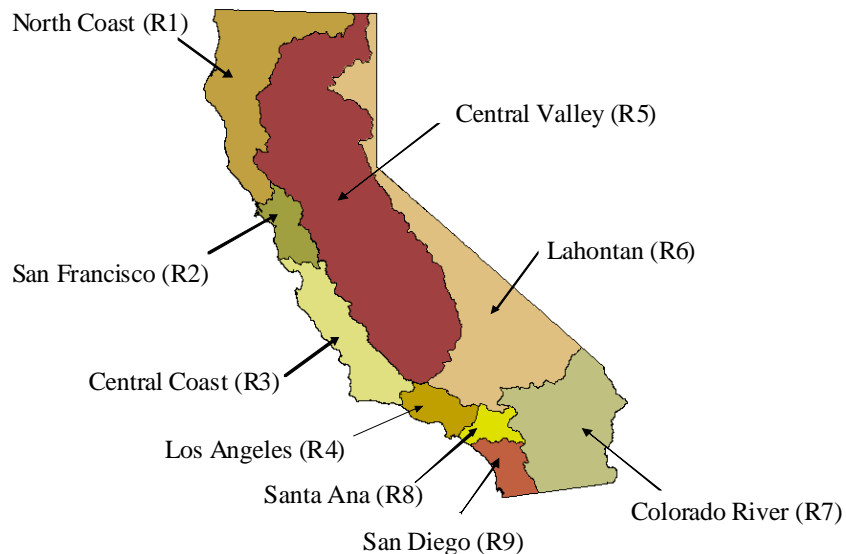 North Coast (R1)
Central Valley (R5)
Lahontan (R6)
San Francisco (R2)
Central Coast (R3)
Los Angeles (R4)
Santa Ana (R8)
Colorado River (R7)
San Diego (R9)